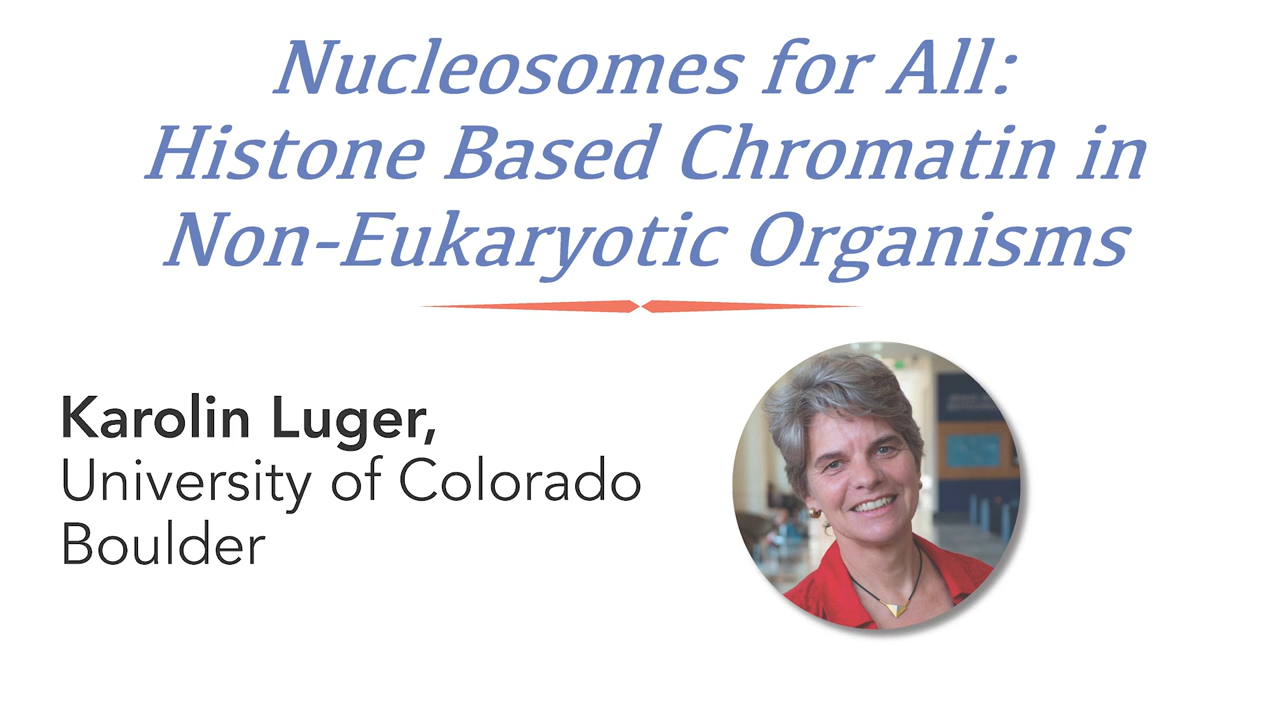 Nucleosomes for All:
Histone Based Chromatin in
Non-Eukaryotic Organisms
Karolin Luger,
University of Colorado
Boulder